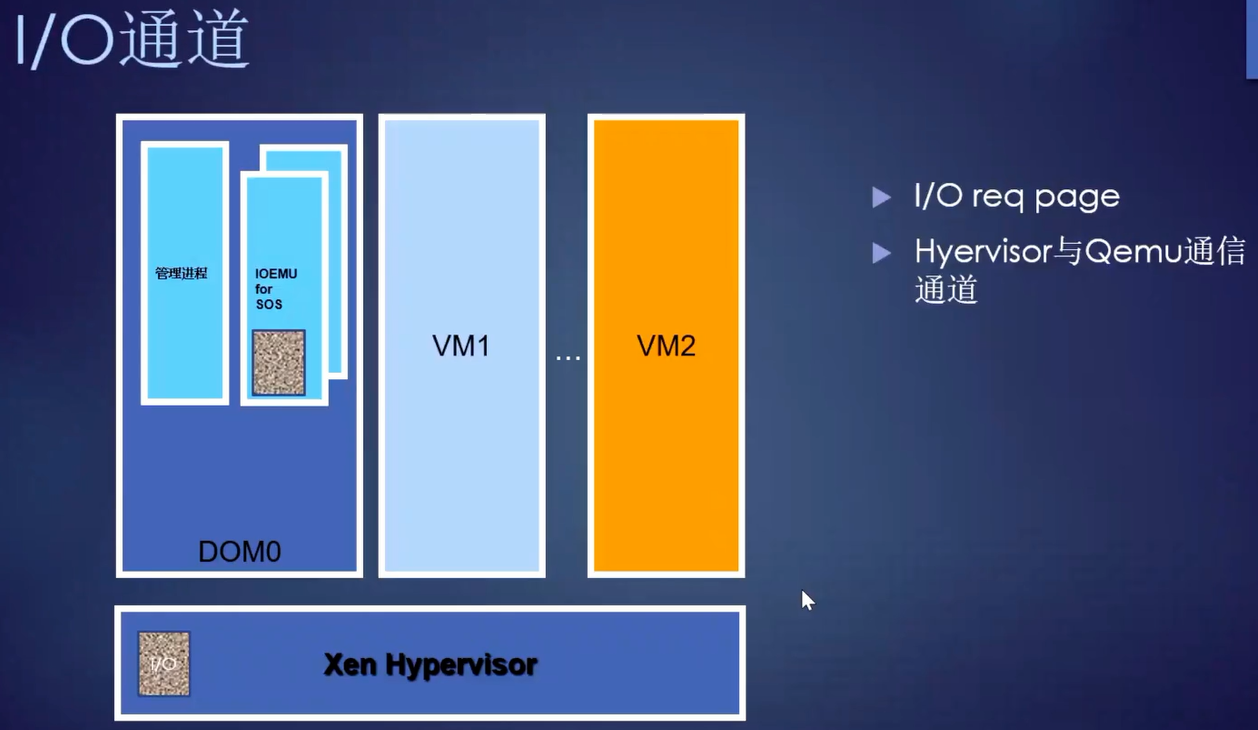 I/O通道
管理进程
IOEMU
for
SOS
DOM0
VM1
...
VM2
I/O
Xen Hypervisor
I/O req page
Hyervisor与Qemu通信
通道